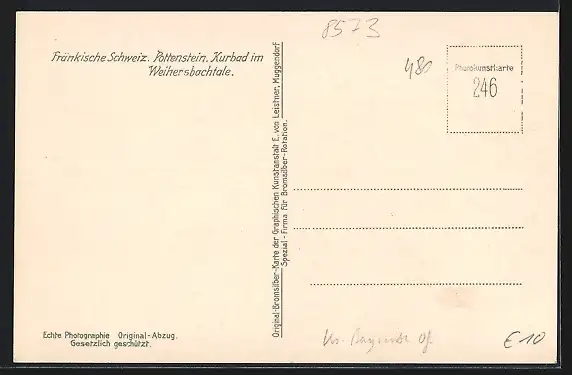 8573
Fränkische Schweiz. Pottenstein. Kurbad im
Weihersbachtale.
480
Photokunstkarte
246
Original-Bromsilber-Karte der Graphischen Kunstanstalt E. von Leistner, Muggendorf
Spezial-Firma für Bromsilber-Rotation.
Echte Photographie Original-Abzug.
Gesetzlich geschützt.
€10